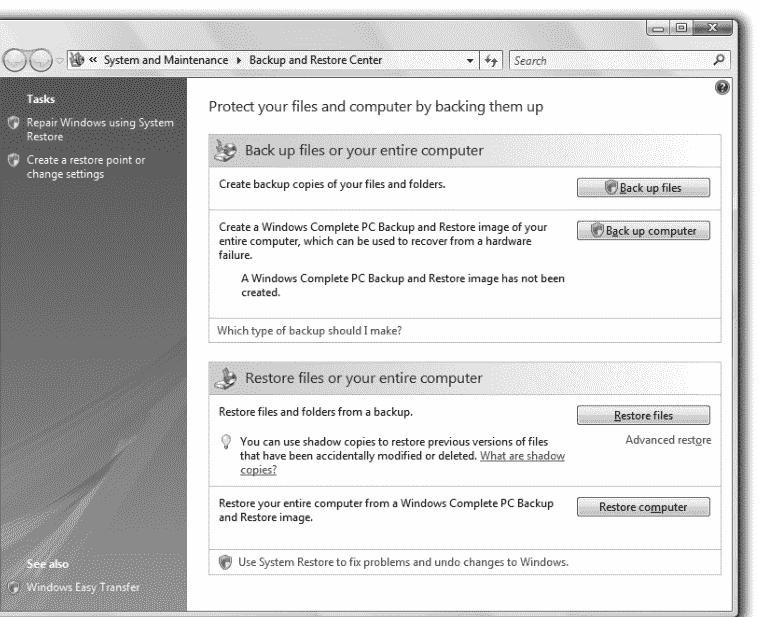 « System and Maintenance ▸ Backup and Restore Center
Search
Tasks
Repair Windows using System
Restore
Create a restore point or
change settings
See also
Windows Easy Transfer
Protect your files and computer by backing them up
Back up files or your entire computer
Create backup copies of your files and folders.
Back up files
Create a Windows Complete PC Backup and Restore image of your
entire computer, which can be used to recover from a hardware
failure.
Back up computer
A Windows Complete PC Backup and Restore image has not been
created.
Which type of backup should I make?
Restore files or your entire computer
Restore files and folders from a backup.
Restore files
You can use shadow copies to restore previous versions of files
that have been accidentally modified or deleted. What are shadow
copies?
Advanced restore
Restore your entire computer from a Windows Complete PC Backup
and Restore image.
Restore computer
Use System Restore to fix problems and undo changes to Windows.